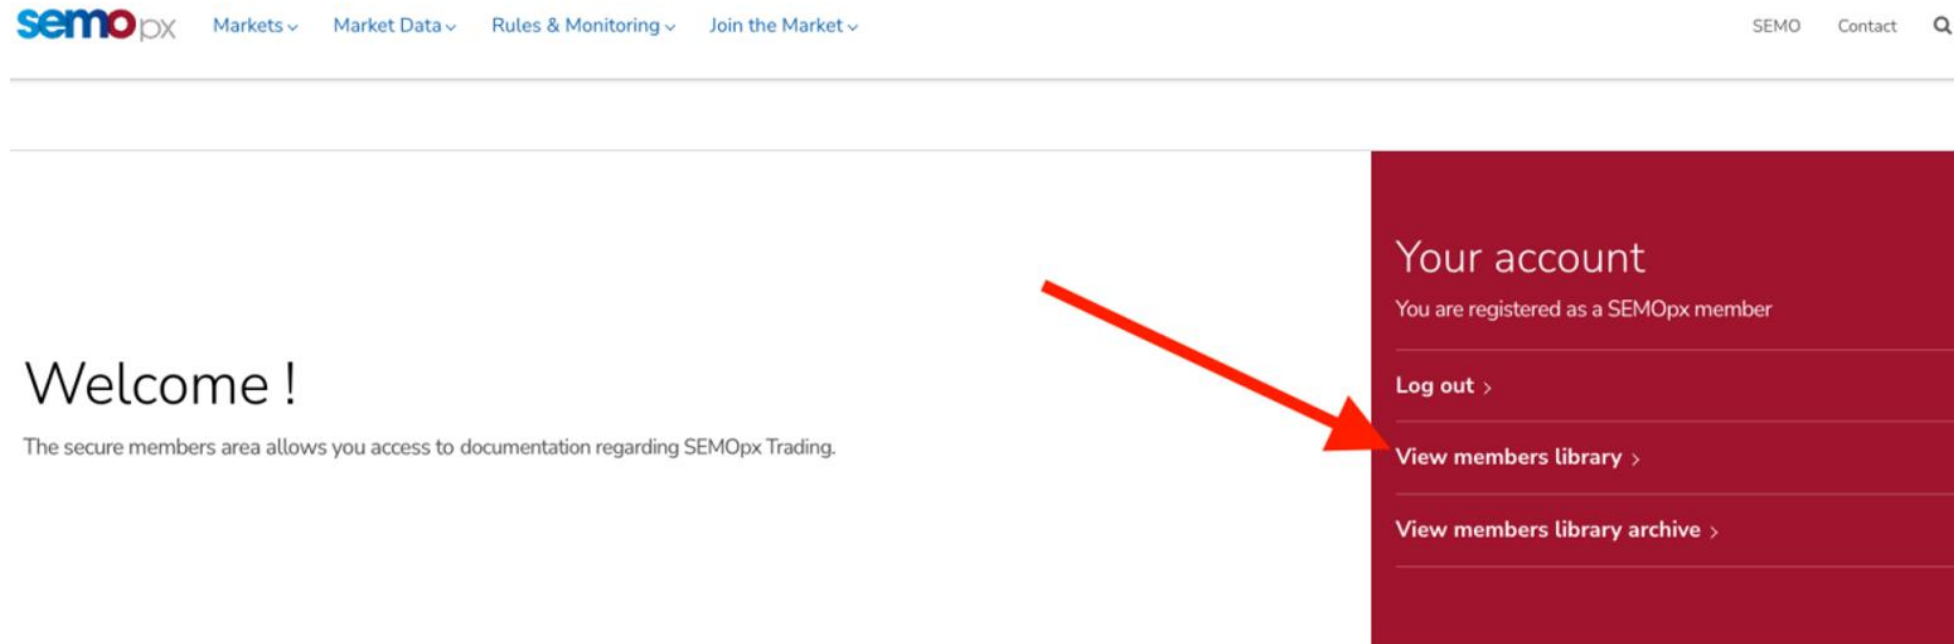 semopx Markets Market Data Rules & Monitoring Join the Market SEMO Contact
Your account
You are registered as a SEMOpx member
Welcome !
Log out >
The secure members area allows you access to documentation regarding SEMOpx Trading.
View members library >
View members library archive >